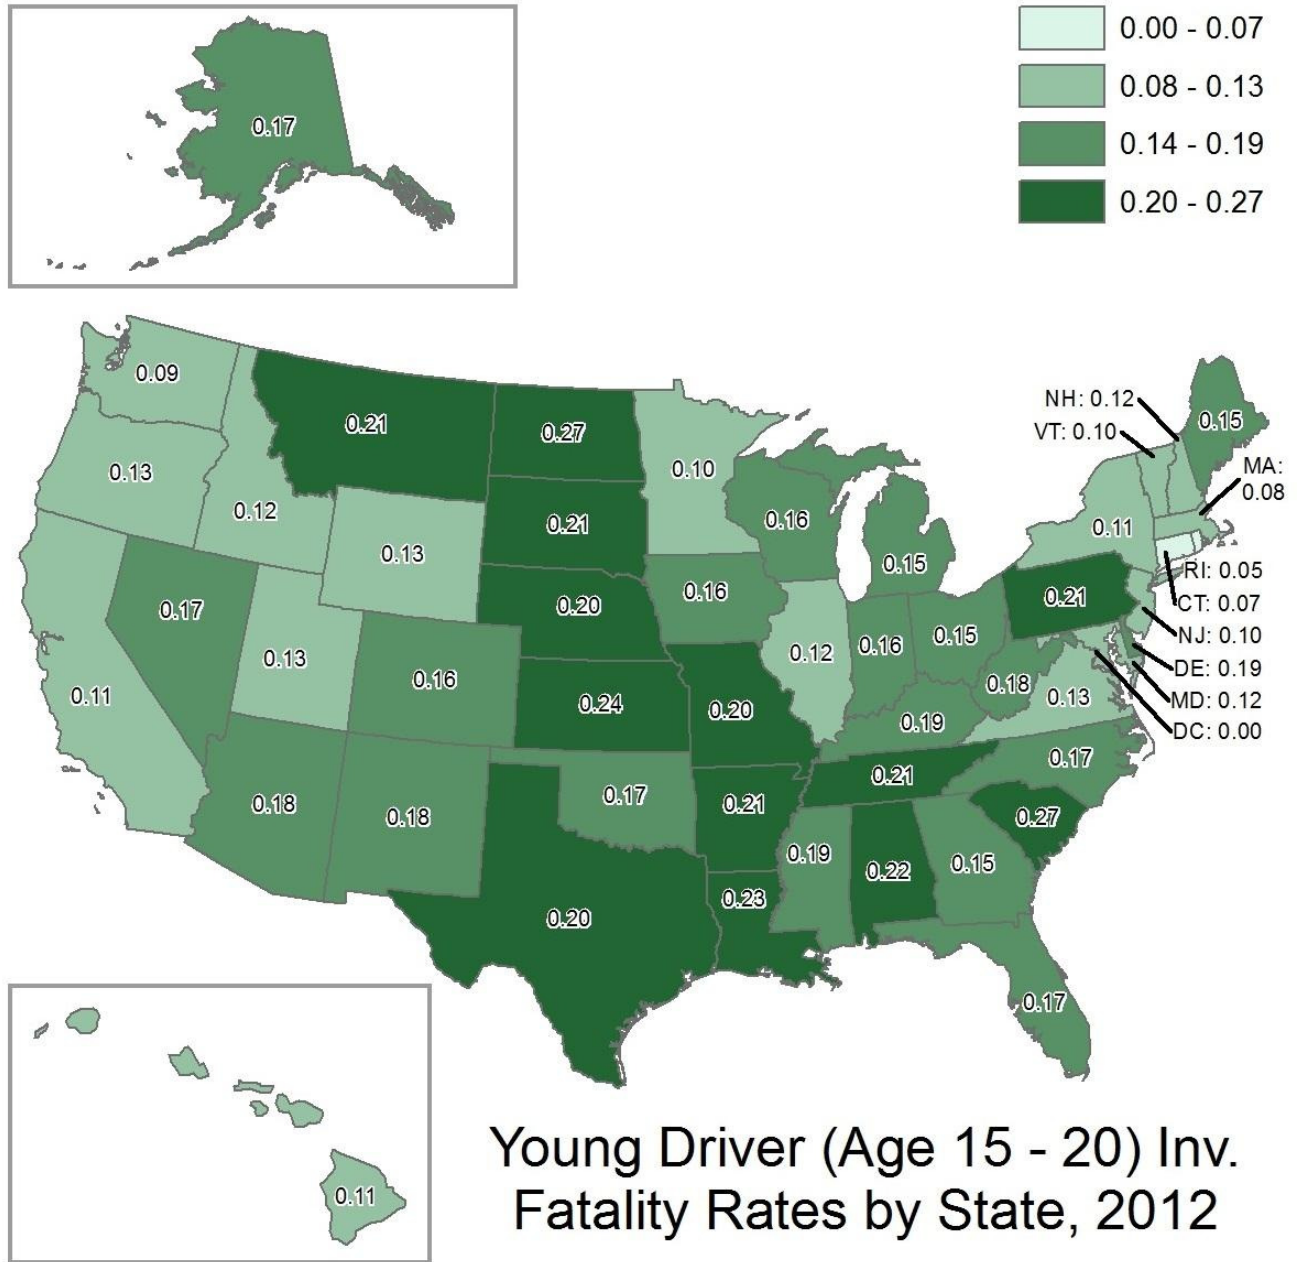 0.00 - 0.07
0.08 - 0.13
0.14 - 0.19
0.20 - 0.27
0.17
0.09
0.21
0.27
0.10
NH: 0.12
VT: 0.10
0.15
MA:
0.08
0.13
0.12
0.13
0.21
0.16
0.15
0.11
RI: 0.05
CT: 0.07
NJ: 0.10
DE: 0.19
MD: 0.12
DC: 0.00
0.17
0.20
0.16
0.21
0.13
0.16
0.12
0.16
0.15
0.18
0.13
0.11
0.24
0.20
0.19
0.17
0.18
0.18
0.17
0.21
0.21
0.27
0.19
0.22
0.15
0.20
0.23
0.17
0.11
Young Driver (Age 15 - 20) Inv.
Fatality Rates by State, 2012